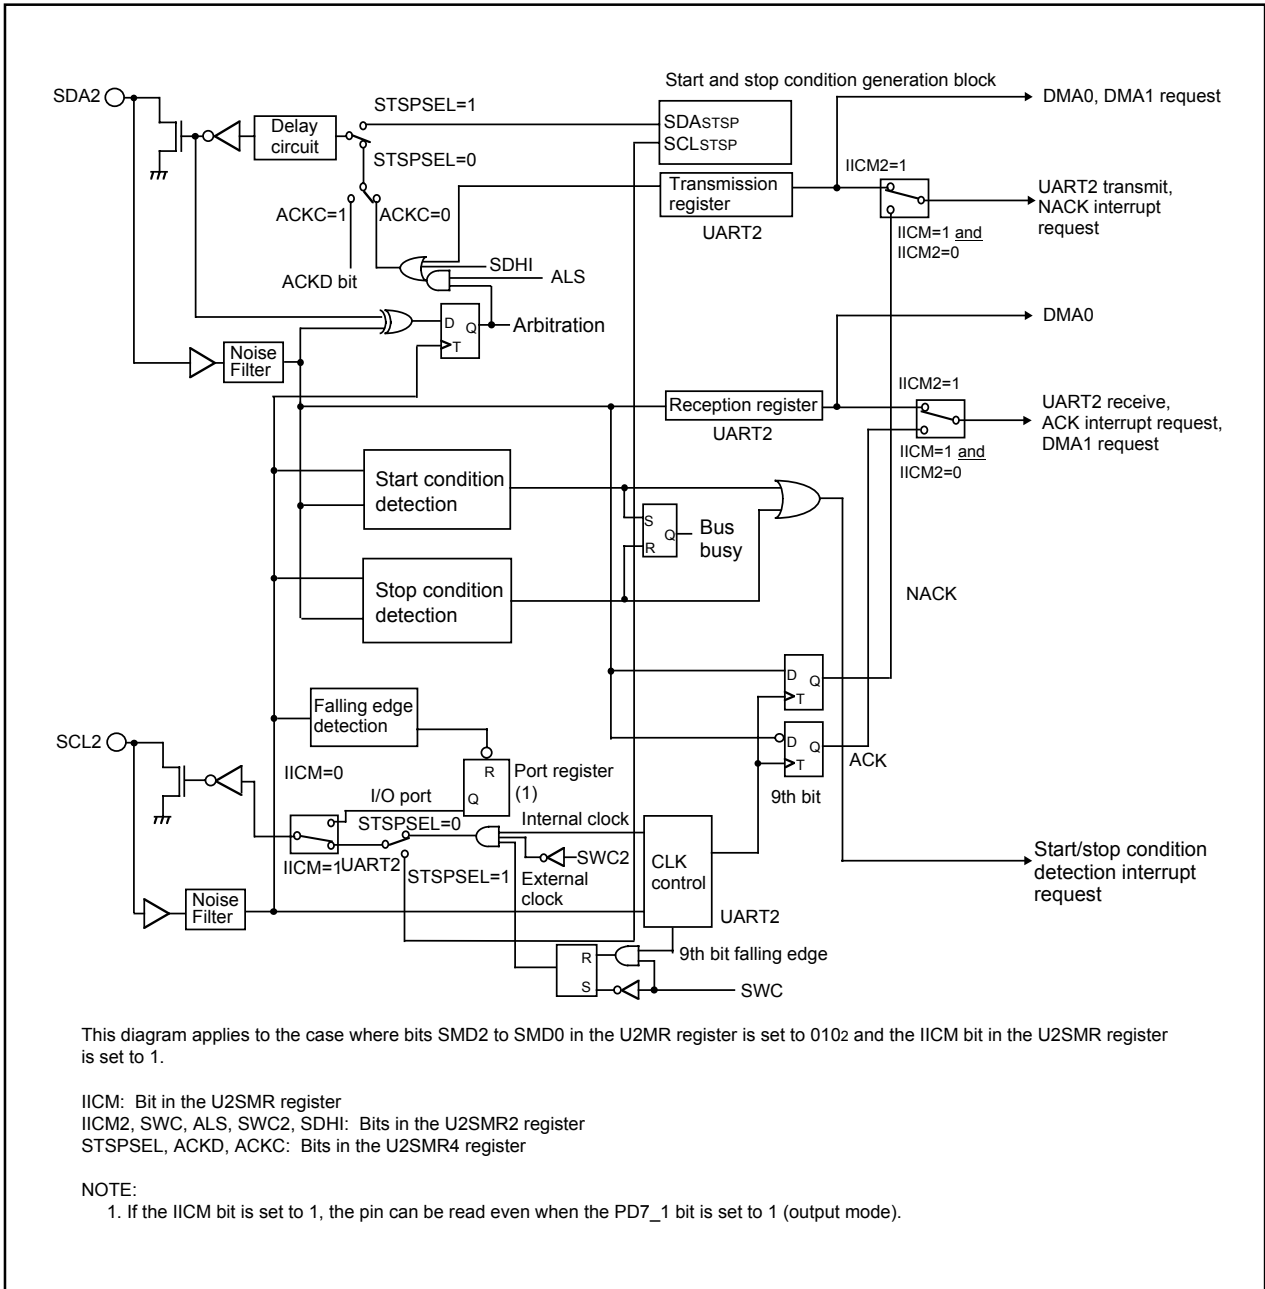 Start and stop condition generation block
SDA2
STSPSEL=1
Delay
circuit
STSPSEL=0
SDASTSP
SCLSTSP
DMA0, DMA1 request
IICM2=1
Transmission
register
UART2
UART2 transmit,
NACK interrupt
request
IICM=1 and
IICM2=0
ACKC=1
ACKC=0
SDHI
ALS
ACKD bit
D
Q
T
Arbitration
DMA0
Noise
Filter
IICM2=1
Reception register
UART2
UART2 receive,
ACK interrupt request,
DMA1 request
IICM=1 and
IICM2=0
Start condition
detection
S
Q
R
Bus
busy
Stop condition
detection
NACK
D
Q
T
Falling edge
detection
SCL2
D
Q
T
ACK
9th bit
IICM=0
R
Q
Port register
(1)
I/O port
STSPSEL=0
Internal clock
IICM=1
UART2
STSPSEL=1
SWC2
External
clock
CLK
control
UART2
Start/stop condition
detection interrupt
request
Noise
Filter
R
S
9th bit falling edge
SWC
This diagram applies to the case where bits SMD2 to SMD0 in the U2MR register is set to 0102 and the IICM bit in the U2SMR register
is set to 1.
IICM: Bit in the U2SMR register
IICM2, SWC, ALS, SWC2, SDHI: Bits in the U2SMR2 register
STSPSEL, ACKD, ACKC: Bits in the U2SMR4 register
NOTE:
1. If the IICM bit is set to 1, the pin can be read even when the PD7_1 bit is set to 1 (output mode).